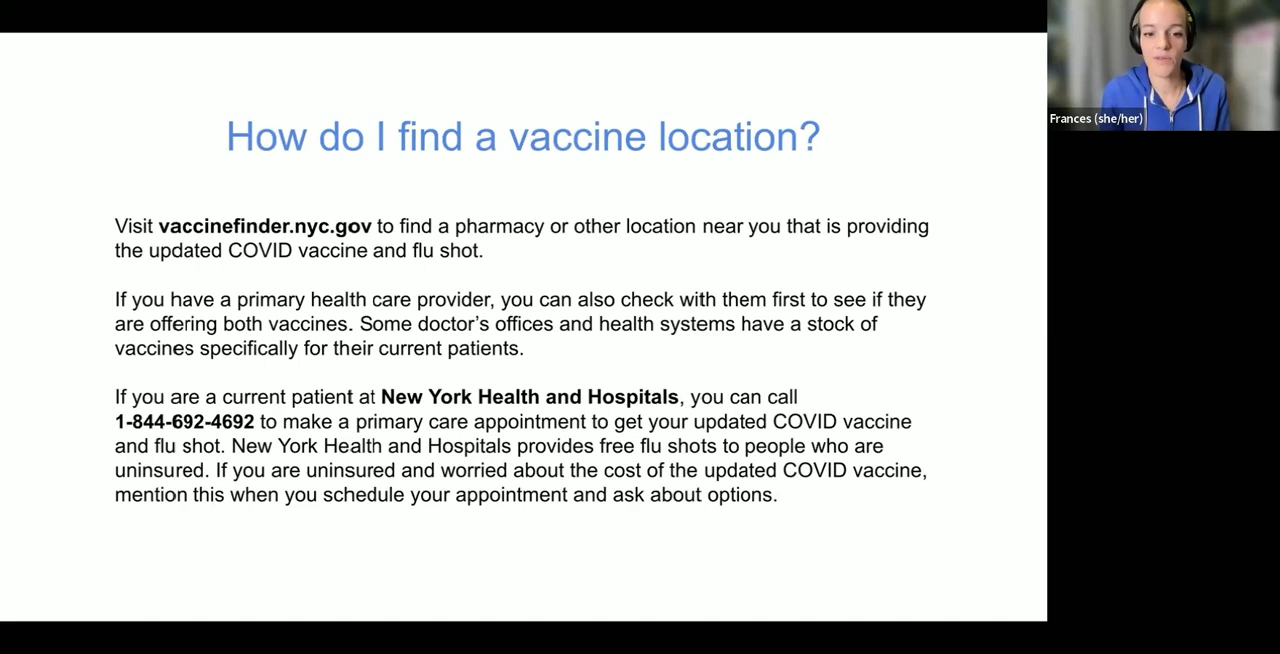 How do I find a vaccine location?
Visit vaccinefinder.nyc.gov to find a pharmacy or other location near you that is providing
the updated COVID vaccine and flu shot.
If you have a primary health care provider, you can also check with them first to see if they
are offering both vaccines. Some doctor's offices and health systems have a stock of
vaccines specifically for their current patients.
If you are a current patient at New York Health and Hospitals, you can call
1-844-692-4692 to make a primary care appointment to get your updated COVID vaccine
and flu shot. New York Health and Hospitals provides free flu shots to people who are
uninsured. If you are uninsured and worried about the cost of the updated COVID vaccine,
mention this when you schedule your appointment and ask about options.
Frances (she/her)